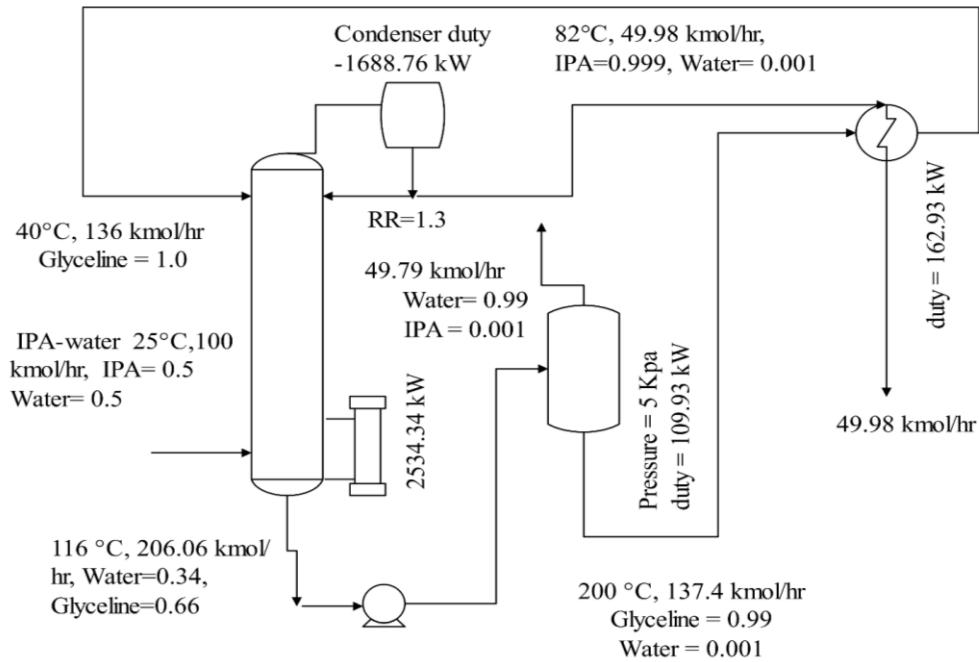 Condenser duty
-1688.76 kW
82°C, 49.98 kmol/hr,
IPA=0.999, Water= 0.001
40°C, 136 kmol/hr
Glyceline = 1.0
RR=1.3
49.79 kmol/hr
Water= 0.99
IPA = 0.001
duty = 162.93 kW
IPA-water 25°C,100
kmol/hr, IPA= 0.5
Water= 0.5
2534.34 kW
Pressure = 5 Kpa
duty = 109.93 kW
49.98 kmol/hr
116 °C, 206.06 kmol/
hr, Water=0.34,
Glyceline=0.66
200 °C, 137.4 kmol/hr
Glyceline = 0.99
Water = 0.001